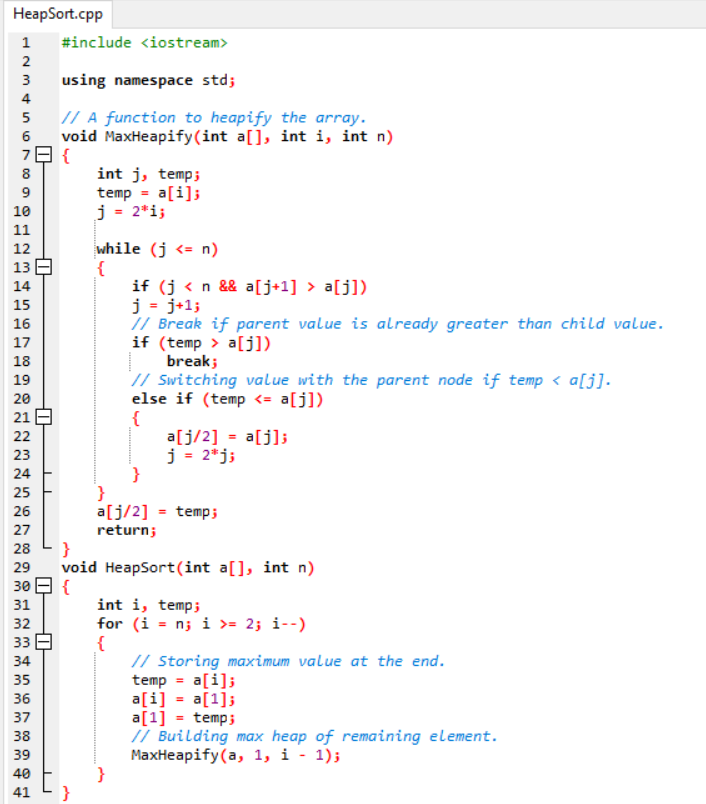 HeapSort.cpp
1 #include <iostream>
2
3 using namespace std;
4
5 // A function to heapify the array.
6 void MaxHeapify(int a[], int i, int n)
7 {
8 int j, temp;
9 temp = a[i];
10 j = 2*i;
11
12 while (j <= n)
13 {
14 if (j < n && a[j+1] > a[j])
15 j = j+1;
16 // Break if parent value is already greater than child value.
17 if (temp > a[j])
18 break;
19 // Switching value with the parent node if temp < a[j].
20 else if (temp <= a[j])
21 {
22 a[j/2] = a[j];
23 j = 2*j;
24 }
25 }
26 a[j/2] = temp;
27 return;
28 }
29 void HeapSort(int a[], int n)
30 {
31 int i, temp;
32 for (i = n; i >= 2; i--)
33 {
34 // Storing maximum value at the end.
35 temp = a[i];
36 a[i] = a[1];
37 a[1] = temp;
38 // Building max heap of remaining element.
39 MaxHeapify(a, 1, i - 1);
40 }
41 }